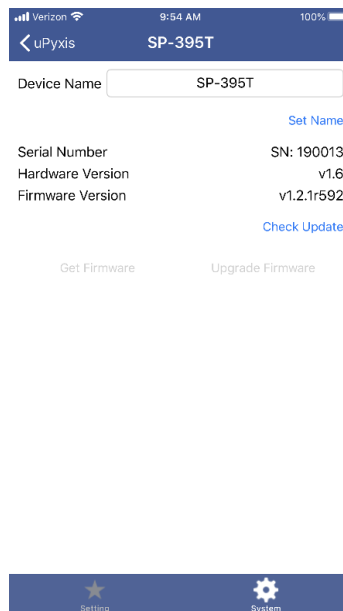 Verizon 9:54 AM 100%
uPyxis SP-395T
Device Name SP-395T
Set Name
Serial Number SN: 190013
Hardware Version v1.6
Firmware Version v1.2.1r592
Check Update
Get Firmware Upgrade Firmware
Setting System